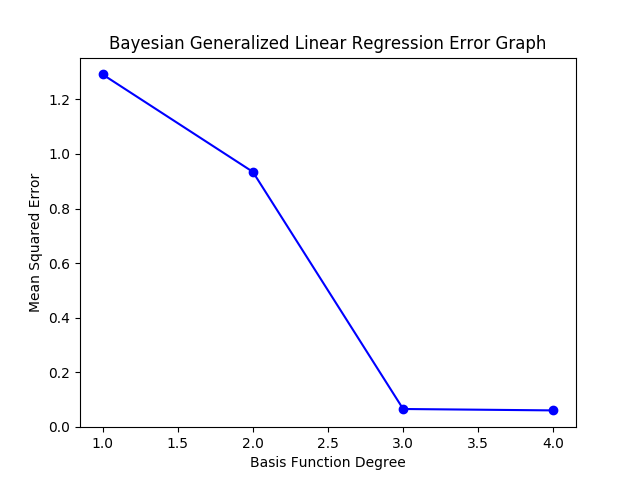 Bayesian Generalized Linear Regression Error Graph
Mean Squared Error
1.2
1.0
0.8
0.6
0.4
0.2
0.0
1.0 1.5 2.0 2.5 3.0 3.5 4.0
Basis Function Degree